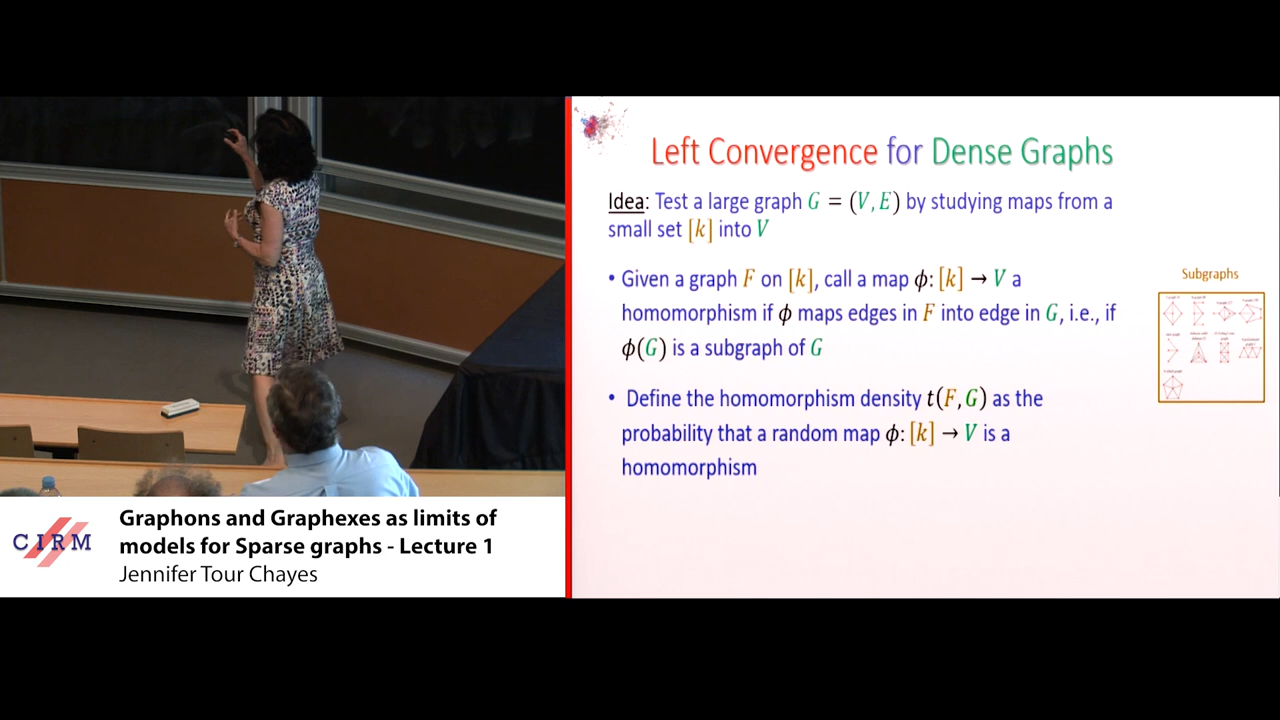 Left Convergence for Dense Graphs
Idea: Test a large graph G = (V, E) by studying maps from a
small set [k] into V
• Given a graph F on [k], call a map ϕ: [k] → V a
homomorphism if ϕ maps edges in F into edge in G, i.e., if
ϕ(G) is a subgraph of G
• Define the homomorphism density t(F, G) as the
probability that a random map ϕ: [k] → V is a
homomorphism
Subgraphs
CIRM
Graphons and Graphexes as limits of
models for Sparse graphs - Lecture 1
Jennifer Tour Chayes